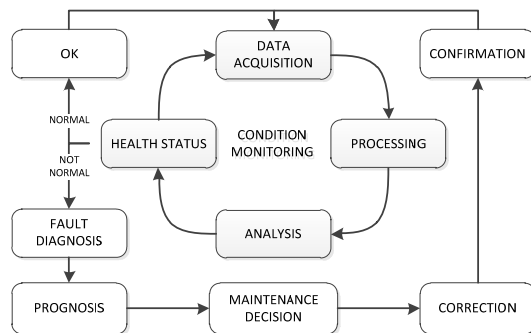 OK
DATA
ACQUISITION
CONFIRMATION
NORMAL
HEALTH STATUS
CONDITION
MONITORING
PROCESSING
NOT
NORMAL
FAULT
DIAGNOSIS
ANALYSIS
PROGNOSIS
MAINTENANCE
DECISION
CORRECTION